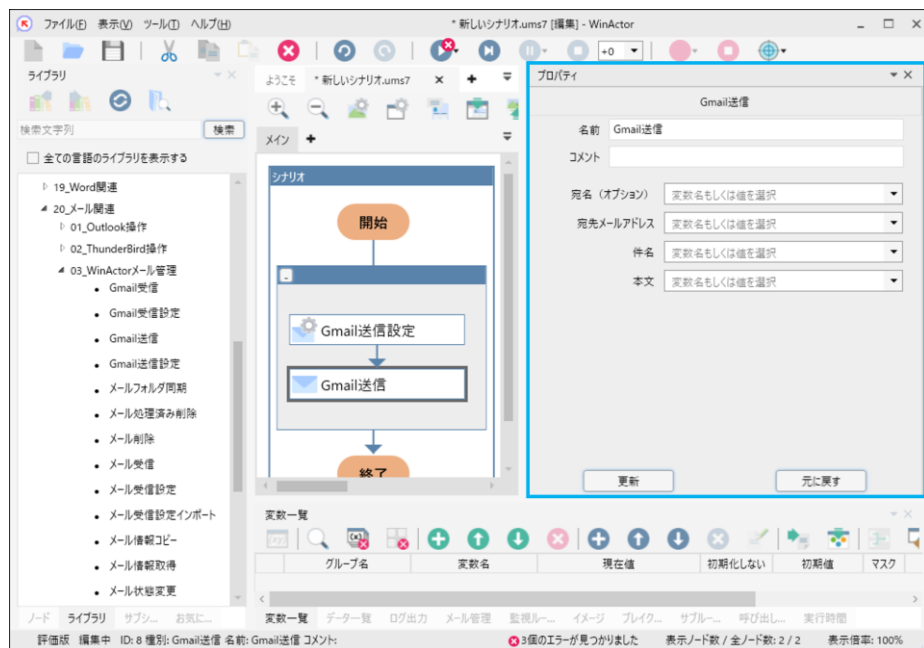 ファイル(F) 表示(V) ツール(T) ヘルプ(H)
* 新しいシナリオ.ums7 [編集] - WinActor
+0
ライブラリ
検索文字列
検索
全ての言語のライブラリを表示する
19_Word関連
20_メール関連
01_Outlook操作
02_ThunderBird操作
03_WinActorメール管理
Gmail受信
Gmail受信設定
Gmail送信
Gmail送信設定
メールフォルダ同期
メール処理済み削除
メール削除
メール受信
メール受信設定
メール受信設定インポート
メール情報コピー
メール情報取得
メール状態変更
ノード ライブラリ サブシ... お気に...
ようこそ * 新しいシナリオ.ums7
メイン
シナリオ
開始
Gmail送信設定
Gmail送信
終了
プロパティ
Gmail送信
名前 Gmail送信
コメント
宛名 (オプション) 変数名もしくは値を選択
宛先メールアドレス 変数名もしくは値を選択
件名 変数名もしくは値を選択
本文 変数名もしくは値を選択
更新 元に戻す
変数一覧
グループ名 変数名 現在値 初期化しない 初期値 マスク
変数一覧 データ一覧 ログ出力 メール管理 監視ルー... イメージ ブレイク... サブルー... 呼び出し... 実行時間
評価版 編集中 ID: 8 種別: Gmail送信 名前: Gmail送信 コメント: 3個のエラーが見つかりました 表示ノード数 / 全ノード数: 2 / 2 表示倍率: 100%